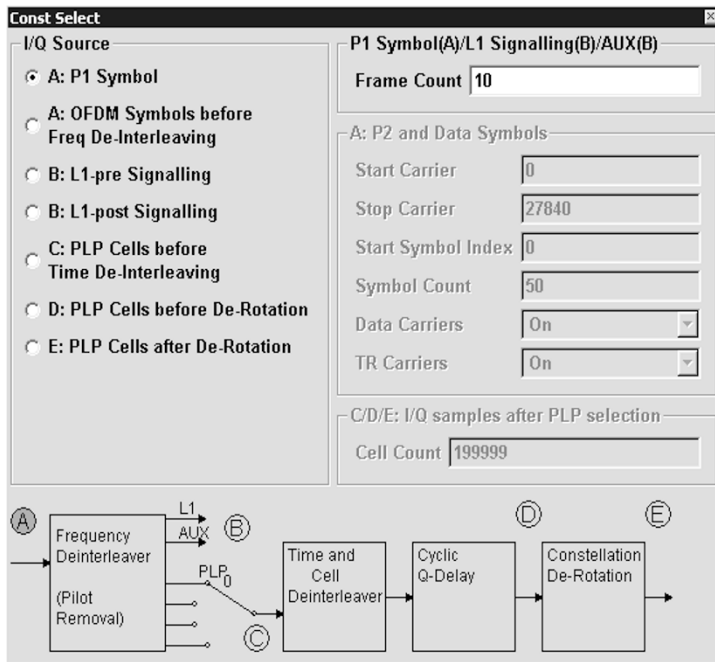 Const Select
I/Q Source
A: P1 Symbol
A: OFDM Symbols before
Freq De-Interleaving
B: L1-pre Signalling
B: L1-post Signalling
C: PLP Cells before
Time De-Interleaving
D: PLP Cells before De-Rotation
E: PLP Cells after De-Rotation
P1 Symbol(A)/L1 Signalling(B)/AUX(B)
Frame Count 10
A: P2 and Data Symbols
Start Carrier 0
Stop Carrier 27840
Start Symbol Index 0
Symbol Count 50
Data Carriers On
TR Carriers On
C/D/E: I/Q samples after PLP selection
Cell Count 199999
A
Frequency
Deinterleaver
(Pilot
Removal)
L1
AUX
B
PLP
0
C
Time and
Cell
Deinterleaver
Cyclic
Q-Delay
D
Constellation
De-Rotation
E